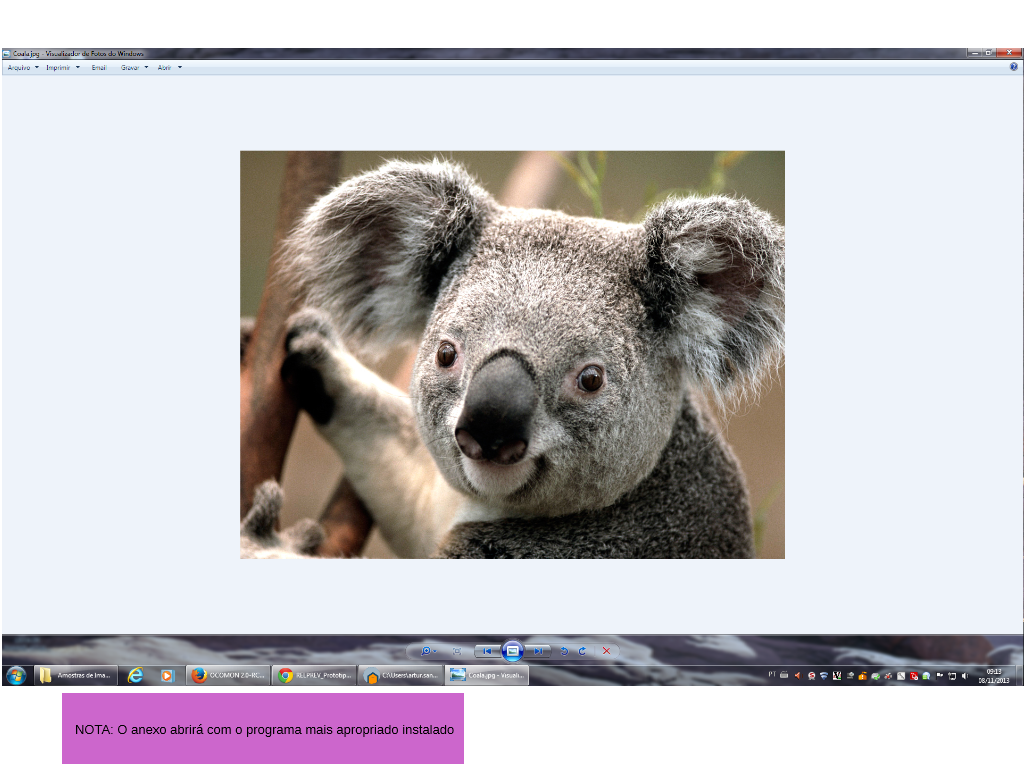 Coala.jpg - Visualizador de Fotos do Windows
Arquivo Imprimir Email Gravar Abrir
Amostras de Ima... OCOMON 2.0-RC... RELPREV_Prototip... C:\Users\artur.san... Coala.jpg - Visuali... PT 09:13
08/11/2013
NOTA: O anexo abrirá com o programa mais apropriado instalado